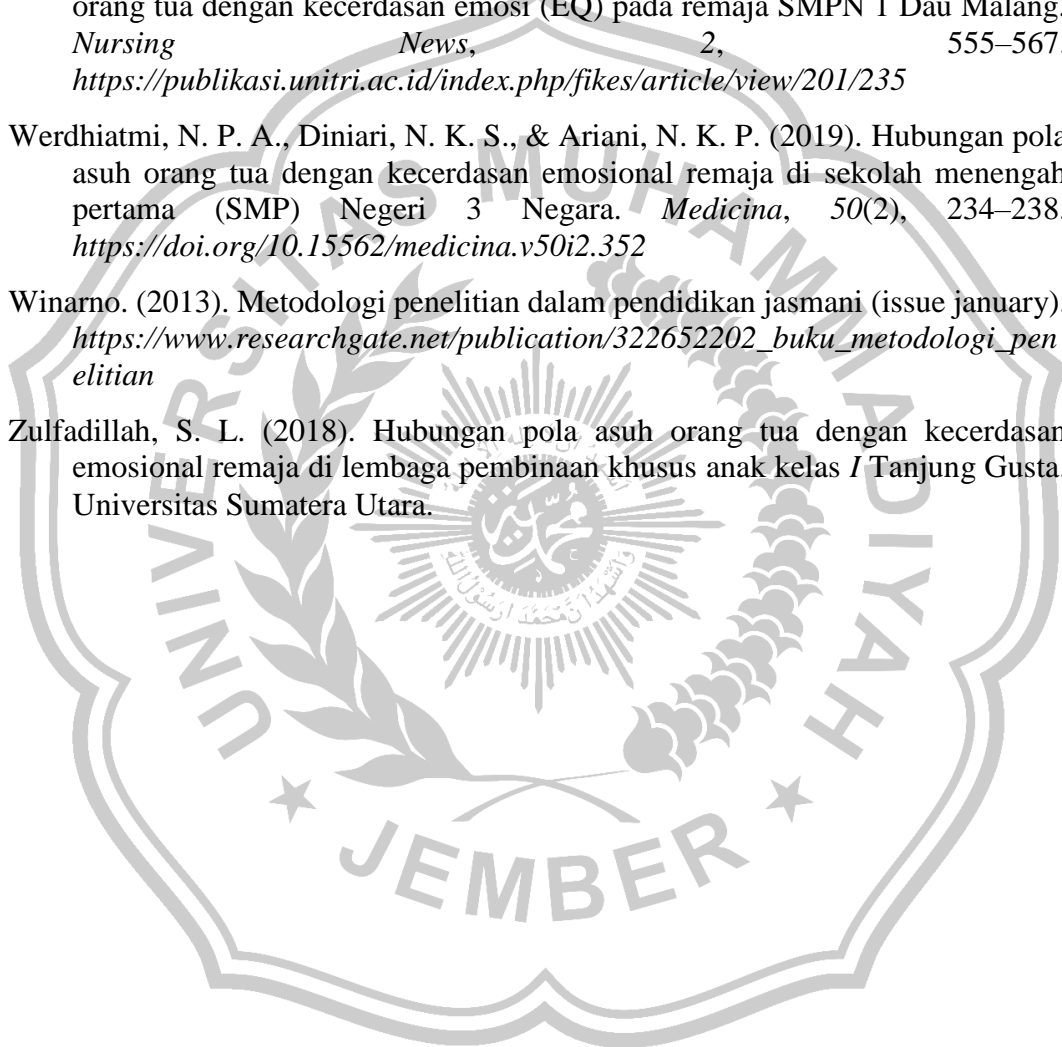 orang tua dengan kecerdasan emosi (EQ) pada remaja SMPN 1 Dau Malang.
Nursing News, 2, 555–567.
https://publikasi.unitri.ac.id/index.php/fikes/article/view/201/235
Werdhiatmi, N. P. A., Diniari, N. K. S., & Ariani, N. K. P. (2019). Hubungan pola
asuh orang tua dengan kecerdasan emosional remaja di sekolah menengah
pertama (SMP) Negeri 3 Negara. Medicina, 50(2), 234–238.
https://doi.org/10.15562/medicina.v50i2.352
Winarno. (2013). Metodologi penelitian dalam pendidikan jasmani (issue january).
https://www.researchgate.net/publication/322652202_buku_metodologi_pen
elitian
Zulfadillah, S. L. (2018). Hubungan pola asuh orang tua dengan kecerdasan
emosional remaja di lembaga pembinaan khusus anak kelas I Tanjung Gusta.
Universitas Sumatera Utara.
UNIVERSITAS MUHAMMADIYAH
JEMBER